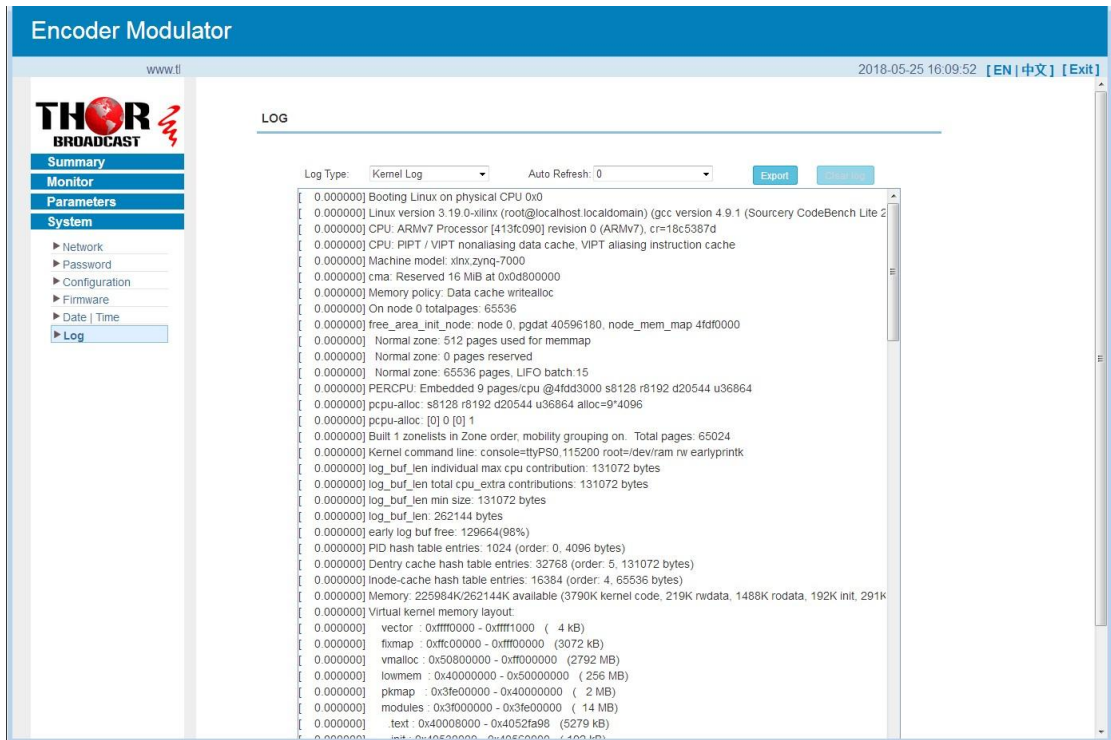 Encoder Modulator
www.tl
2018-05-25 16:09:52 [ EN | 中文 ] [ Exit ]
THOR
BROADCAST
Summary
Monitor
Parameters
System
Network
Password
Configuration
Firmware
Date | Time
Log
LOG
Log Type: Kernel Log Auto Refresh: 0 Export Clear log
[ 0.000000] Booting Linux on physical CPU 0x0
[ 0.000000] Linux version 3.19.0-xilinx (root@localhost.localdomain) (gcc version 4.9.1 (Sourcery CodeBench Lite 2
[ 0.000000] CPU: ARMv7 Processor [413fc090] revision 0 (ARMv7), cr=18c5387d
[ 0.000000] CPU: PIPT / VIPT nonaliasing data cache, VIPT aliasing instruction cache
[ 0.000000] Machine model: xlnx,zynq-7000
[ 0.000000] cma: Reserved 16 MiB at 0x0d800000
[ 0.000000] Memory policy: Data cache writealloc
[ 0.000000] On node 0 totalpages: 65536
[ 0.000000] free_area_init_node: node 0, pgdat 40596180, node_mem_map 4fdf0000
[ 0.000000] Normal zone: 512 pages used for memmap
[ 0.000000] Normal zone: 0 pages reserved
[ 0.000000] Normal zone: 65536 pages, LIFO batch:15
[ 0.000000] PERCPU: Embedded 9 pages/cpu @4fdd3000 s8128 r8192 d20544 u36864
[ 0.000000] pcpu-alloc: s8128 r8192 d20544 u36864 alloc=9*4096
[ 0.000000] pcpu-alloc: [0] 0 [0] 1
[ 0.000000] Built 1 zonelists in Zone order, mobility grouping on. Total pages: 65024
[ 0.000000] Kernel command line: console=ttyPS0,115200 root=/dev/ram rw earlyprintk
[ 0.000000] log_buf_len individual max cpu contribution: 131072 bytes
[ 0.000000] log_buf_len total cpu_extra contributions: 131072 bytes
[ 0.000000] log_buf_len min size: 131072 bytes
[ 0.000000] log_buf_len: 262144 bytes
[ 0.000000] early log buf free: 129664(98%)
[ 0.000000] PID hash table entries: 1024 (order: 0, 4096 bytes)
[ 0.000000] Dentry cache hash table entries: 32768 (order: 5, 131072 bytes)
[ 0.000000] Inode-cache hash table entries: 16384 (order: 4, 65536 bytes)
[ 0.000000] Memory: 225984K/262144K available (3790K kernel code, 219K rwdata, 1488K rodata, 192K init, 291K
[ 0.000000] Virtual kernel memory layout:
[ 0.000000] vector : 0xffff0000 - 0xffff1000 ( 4 kB)
[ 0.000000] fixmap : 0xffc00000 - 0xfff00000 (3072 kB)
[ 0.000000] vmalloc : 0x50800000 - 0xff000000 (2792 MB)
[ 0.000000] lowmem : 0x40000000 - 0x50000000 ( 256 MB)
[ 0.000000] pkmap : 0x3fe00000 - 0x40000000 ( 2 MB)
[ 0.000000] modules : 0x3f000000 - 0x3fe00000 ( 14 MB)
[ 0.000000] .text : 0x40008000 - 0x4052fa98 (5279 kB)